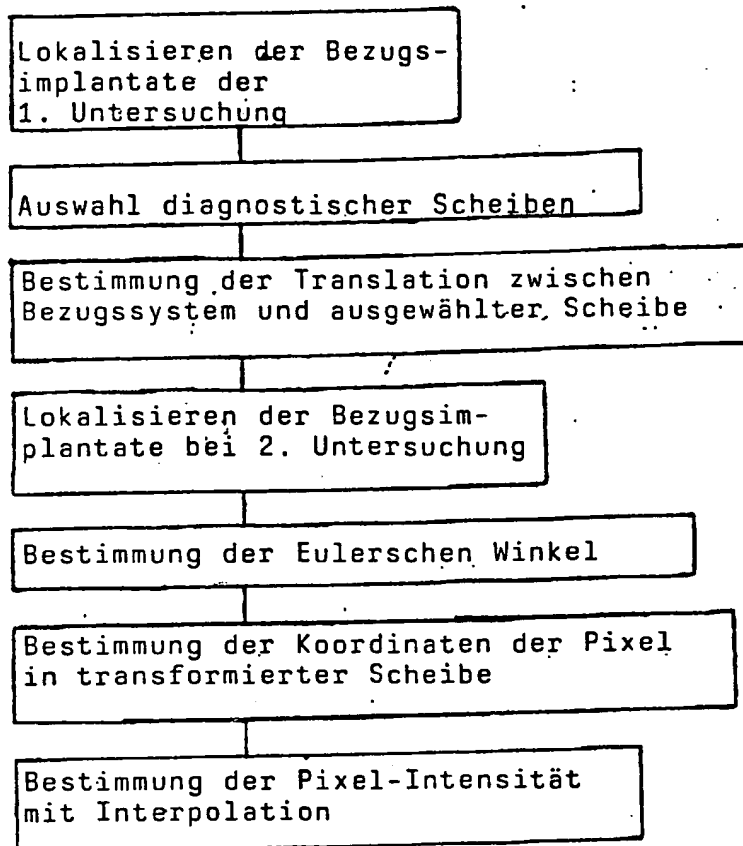 Lokalisieren der Bezugs-
implantate der
1. Untersuchung
Auswahl diagnostischer Scheiben
Bestimmung der Translation zwischen
Bezugssystem und ausgewählter Scheibe
Lokalisieren der Bezugsim-
plantate bei 2. Untersuchung
Bestimmung der Eulerschen Winkel
Bestimmung der Koordinaten der Pixel
in transformierter Scheibe
Bestimmung der Pixel-Intensität
mit Interpolation